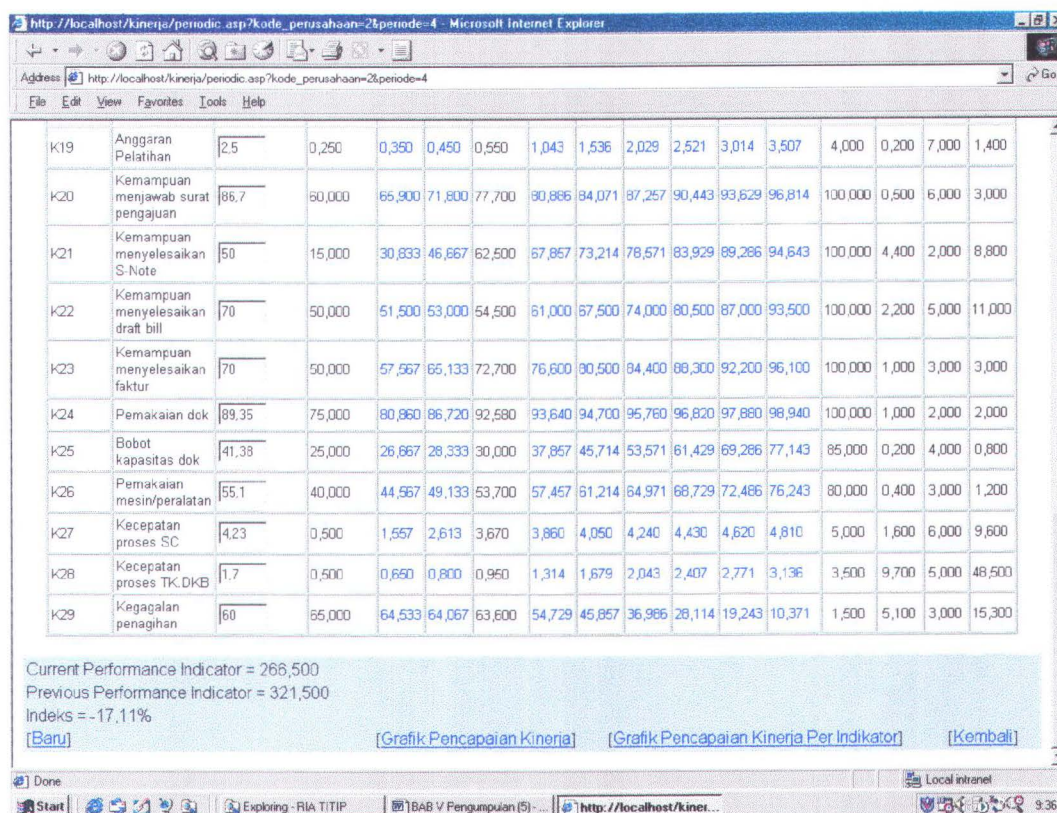 http://localhost/kinerja/periodic.asp?kode_perusahaan=2&periode=4 - Microsoft Internet Explorer
Address http://localhost/kinerja/periodic.asp?kode_perusahaan=2&periode=4 Go
File Edit View Favorites Tools Help
K19 Anggaran Pelatihan 2,5 0,250 0,350 0,450 0,550 1,043 1,536 2,029 2,521 3,014 3,507 4,000 0,200 7,000 1,400
K20 Kemampuan menjawab surat pengajuan 86,7 60,000 65,900 71,800 77,700 80,886 84,071 87,257 90,443 93,629 96,814 100,000 0,500 6,000 3,000
K21 Kemampuan menyelesaikan S-Note 50 15,000 30,833 46,667 62,500 67,857 73,214 78,571 83,929 89,286 94,643 100,000 4,400 2,000 8,800
K22 Kemampuan menyelesaikan draft bill 70 50,000 51,500 53,000 54,500 61,000 67,500 74,000 80,500 87,000 93,500 100,000 2,200 5,000 11,000
K23 Kemampuan menyelesaikan faktur 70 50,000 57,567 65,133 72,700 76,600 80,500 84,400 88,300 92,200 96,100 100,000 1,000 3,000 3,000
K24 Pemakaian dok 89,35 75,000 80,860 86,720 92,580 93,640 94,700 95,760 96,820 97,880 98,940 100,000 1,000 2,000 2,000
K25 Bobot kapasitas dok 41,38 25,000 26,667 28,333 30,000 37,857 45,714 53,571 61,429 69,286 77,143 85,000 0,200 4,000 0,800
K26 Pemakaian mesin/peralatan 55,1 40,000 44,567 49,133 53,700 57,457 61,214 64,971 68,729 72,486 76,243 80,000 0,400 3,000 1,200
K27 Kecepatan proses SC 4,23 0,500 1,557 2,613 3,670 3,860 4,050 4,240 4,430 4,620 4,810 5,000 1,600 6,000 9,600
K28 Kecepatan proses TK.DKB 1,7 0,500 0,650 0,800 0,950 1,314 1,679 2,043 2,407 2,771 3,136 3,500 9,700 5,000 48,500
K29 Kegagalan penagihan 60 65,000 64,533 64,067 63,600 54,729 45,857 36,986 28,114 19,243 10,371 1,500 5,100 3,000 15,300
Current Performance Indicator = 266,500
Previous Performance Indicator = 321,500
Indeks = -17,11%
[Baru] [Grafik Pencapaian Kinerja] [Grafik Pencapaian Kinerja Per Indikator] [Kembali]
Done Local intranet
Start Exploring - RIA TITIP BAB V Pengumpulan (5) - ... http://localhost/kiner... 9:36